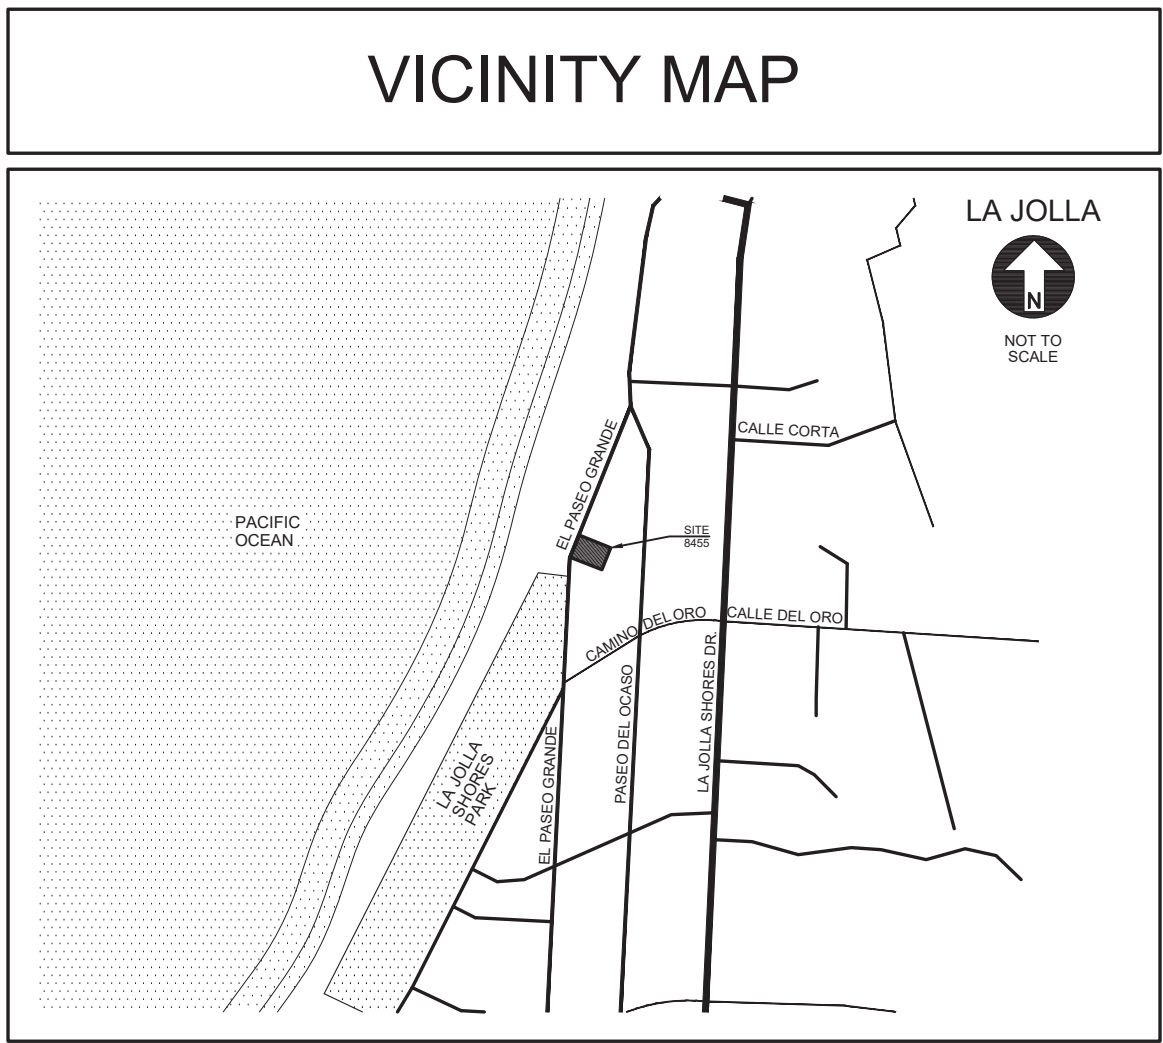 VICINITY MAP
LA JOLLA
N
NOT TO
SCALE
CALLE CORTA
EL PASEO GRANDE
PACIFIC
OCEAN
SITE
8455
CAMINO DEL ORO
CALLE DEL ORO
LA JOLLA SHORES DR.
PASEO DEL OCASO
EL PASEO GRANDE
LA JOLLA
SHORES
PARK